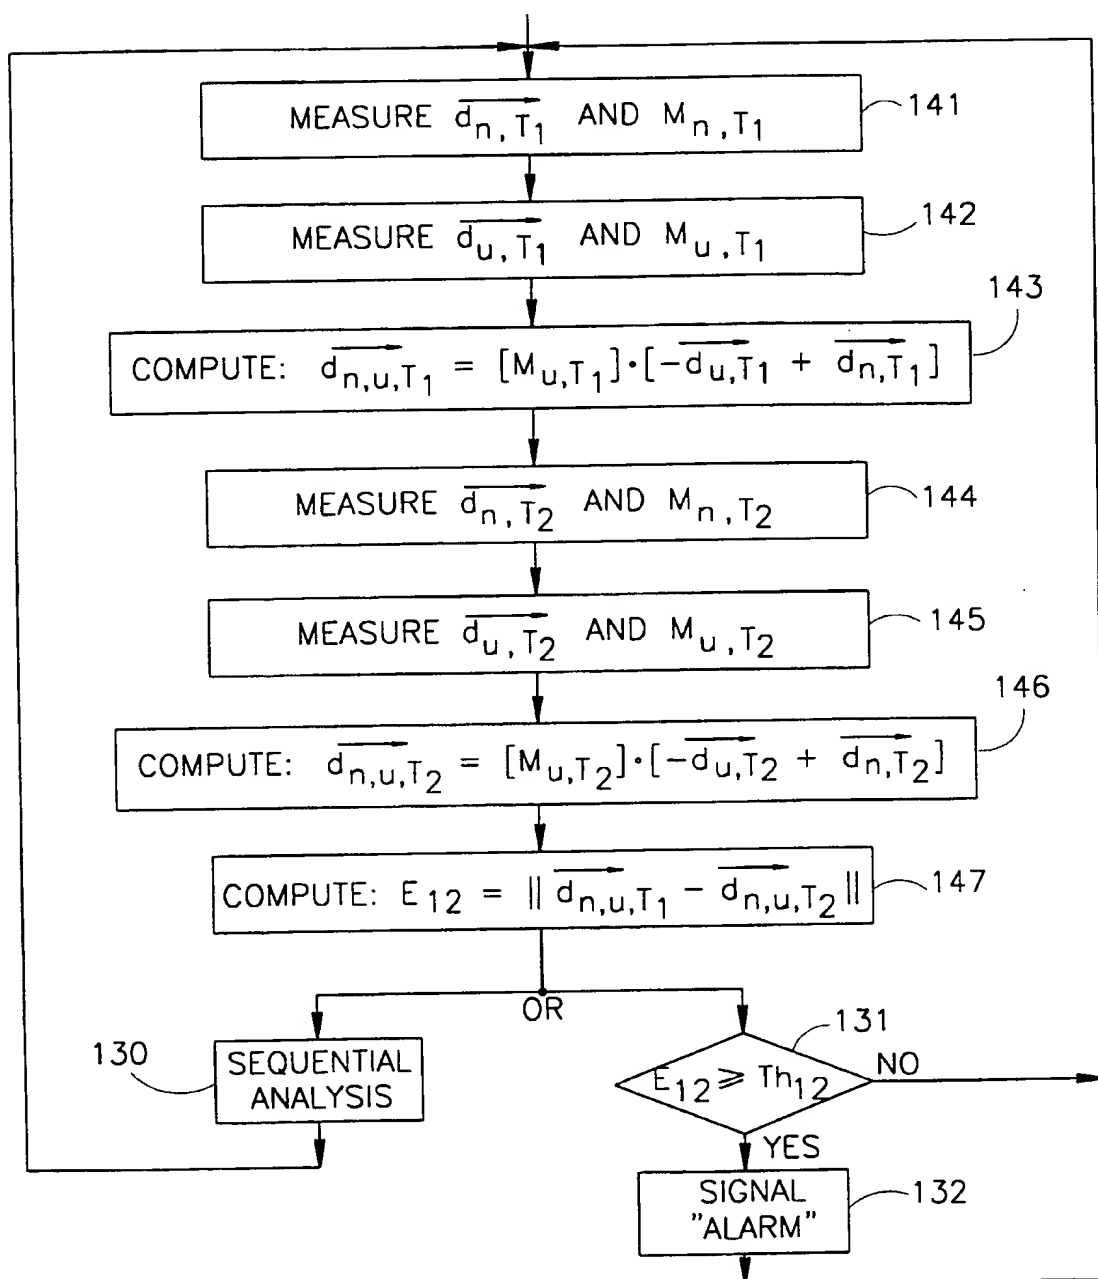 MEASURE d→n,T1 AND Mn,T1
141
MEASURE d→u,T1 AND Mu,T1
142
143
COMPUTE: d→n,u,T1 = [Mu,T1]·[-d→u,T1 + d→n,T1]
MEASURE d→n,T2 AND Mn,T2
144
MEASURE d→u,T2 AND Mu,T2
145
146
COMPUTE: d→n,u,T2 = [Mu,T2]·[-d→u,T2 + d→n,T2]
COMPUTE: E12 = || d→n,u,T1 - d→n,u,T2 ||
147
OR
130
SEQUENTIAL
ANALYSIS
131
E12 ⩾ Th12
NO
YES
SIGNAL
"ALARM"
132